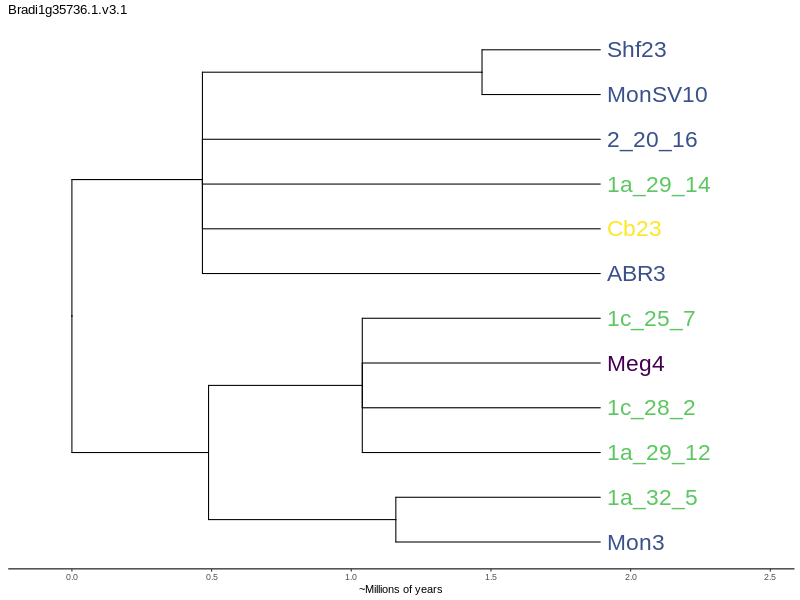 Bradi1g35736.1.v3.1
Shf23
MonSV10
2_20_16
1a_29_14
Cb23
ABR3
1c_25_7
Meg4
1c_28_2
1a_29_12
1a_32_5
Mon3
0.0 0.5 1.0 1.5 2.0 2.5
~Millions of years